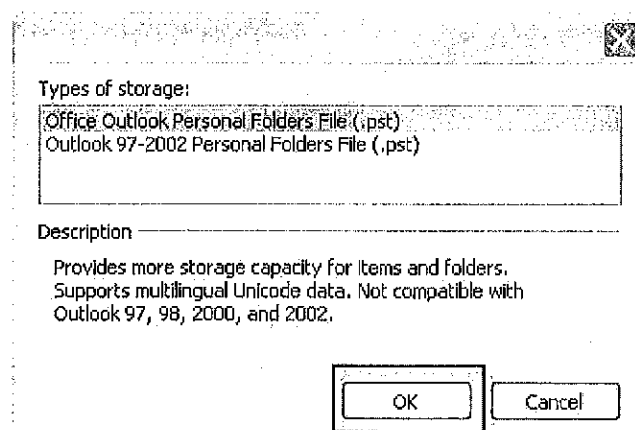 Types of storage:
Office Outlook Personal Folders File (.pst)
Outlook 97-2002 Personal Folders File (.pst)
Description
Provides more storage capacity for items and folders.
Supports multilingual Unicode data. Not compatible with
Outlook 97, 98, 2000, and 2002.
OK
Cancel